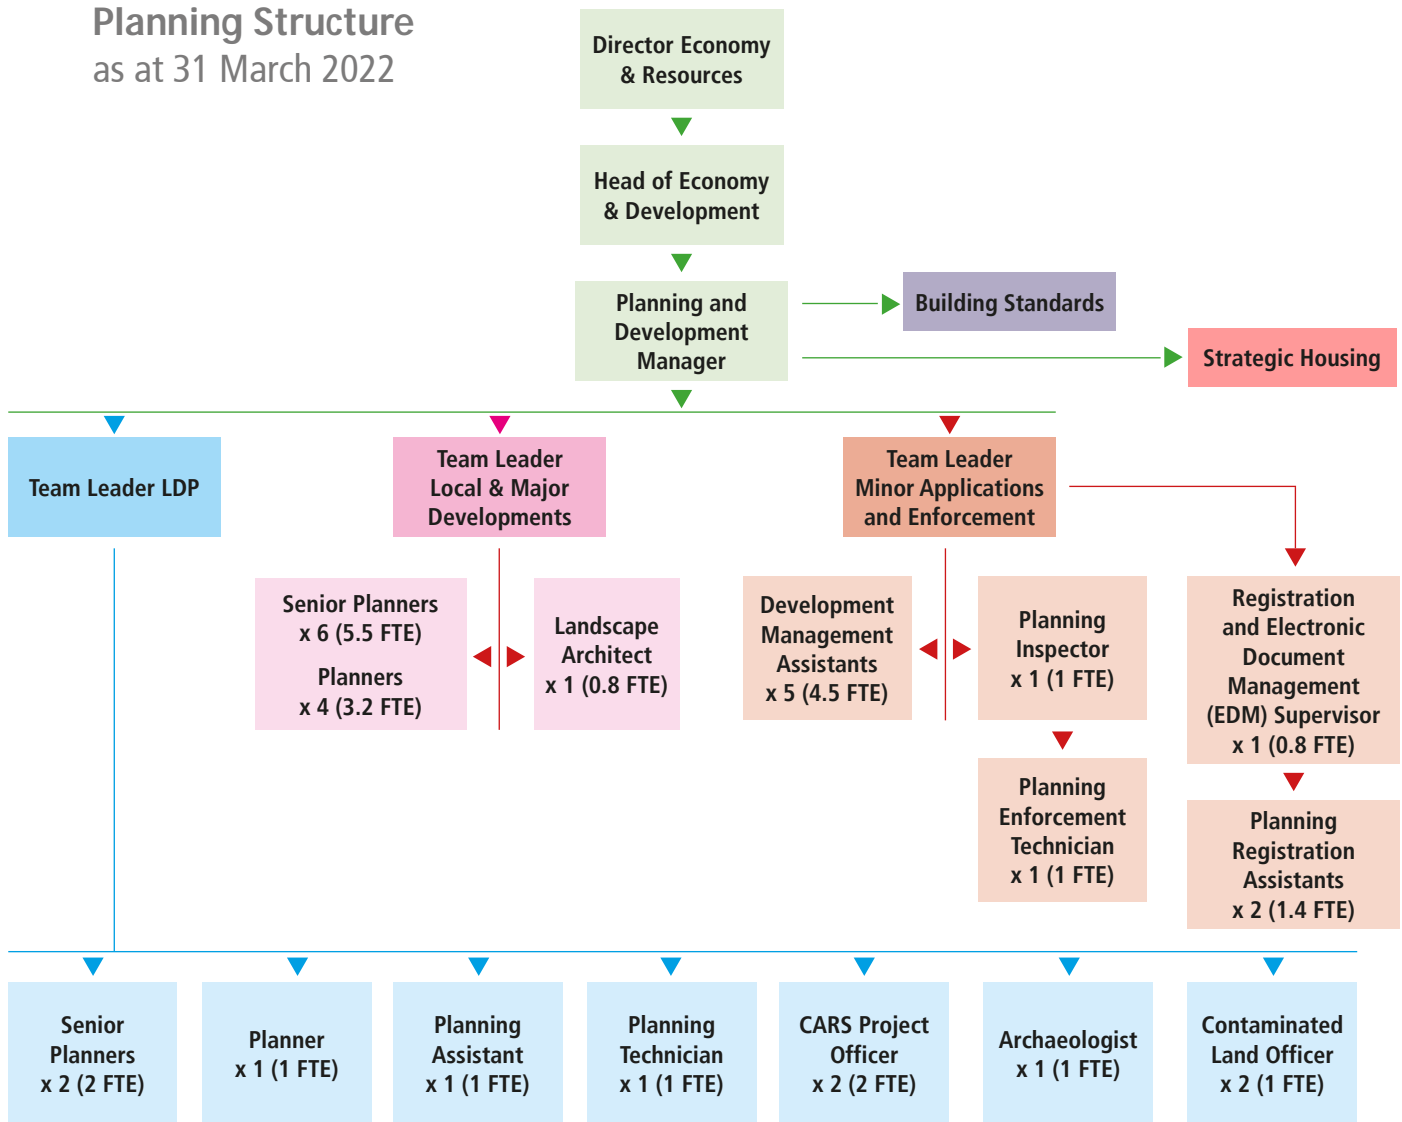 Planning Structure
as at 31 March 2022
Director Economy
& Resources
Head of Economy
& Development
Planning and
Development
Manager
Building Standards
Strategic Housing
Team Leader LDP
Team Leader
Local & Major
Developments
Team Leader
Minor Applications
and Enforcement
Senior Planners
x 6 (5.5 FTE)
Planners
x 4 (3.2 FTE)
Landscape
Architect
x 1 (0.8 FTE)
Development
Management
Assistants
x 5 (4.5 FTE)
Planning
Inspector
x 1 (1 FTE)
Registration
and Electronic
Document
Management
(EDM) Supervisor
x 1 (0.8 FTE)
Planning
Enforcement
Technician
x 1 (1 FTE)
Planning
Registration
Assistants
x 2 (1.4 FTE)
Senior
Planners
x 2 (2 FTE)
Planner
x 1 (1 FTE)
Planning
Assistant
x 1 (1 FTE)
Planning
Technician
x 1 (1 FTE)
CARS Project
Officer
x 2 (2 FTE)
Archaeologist
x 1 (1 FTE)
Contaminated
Land Officer
x 2 (1 FTE)